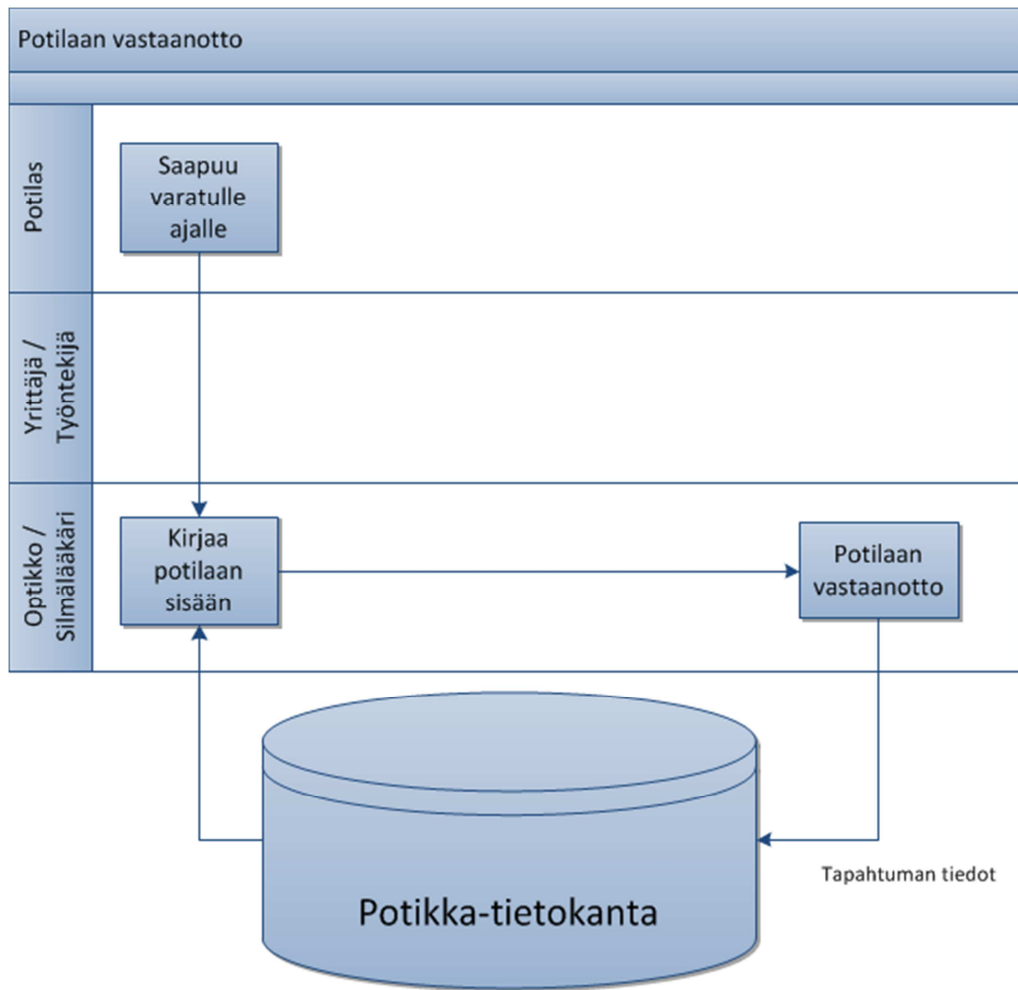 Potilaan vastaanotto
Potilas
Saapuu
varatulle
ajalle
Yrittäjä /
Työntekijä
Optikko /
Silmälääkäri
Kirjaa
potilaan
sisään
Potilaan
vastaanotto
Tapahtuman tiedot
Potikka-tietokanta